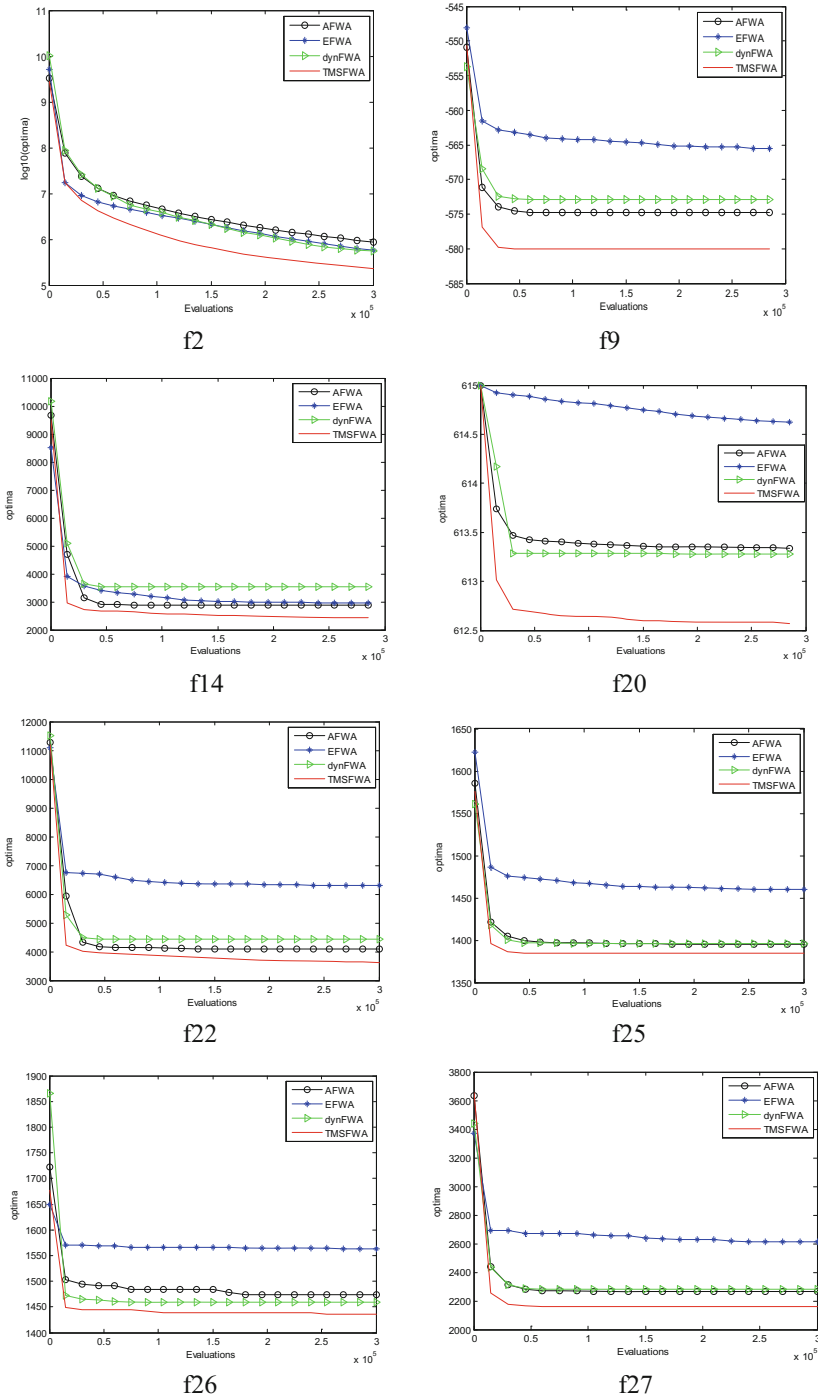 11
10
9
8
7
6
5
log10(optima)
0 0.5 1 1.5 2 2.5 3
Evaluations
x 10^5
AFWA
EFWA
dynFWA
TMSFWA
f2
-545
-550
-555
-560
-565
-570
-575
-580
-585
optima
0 0.5 1 1.5 2 2.5 3
Evaluations
x 10^5
AFWA
EFWA
dynFWA
TMSFWA
f9
11000
10000
9000
8000
7000
6000
5000
4000
3000
2000
optima
0 0.5 1 1.5 2 2.5 3
Evaluations
x 10^5
AFWA
EFWA
dynFWA
TMSFWA
f14
615
614.5
614
613.5
613
612.5
optima
0 0.5 1 1.5 2 2.5 3
Evaluations
x 10^5
AFWA
EFWA
dynFWA
TMSFWA
f20
12000
11000
10000
9000
8000
7000
6000
5000
4000
3000
optima
0 0.5 1 1.5 2 2.5 3
Evaluations
x 10^5
AFWA
EFWA
dynFWA
TMSFWA
f22
1650
1600
1550
1500
1450
1400
1350
optima
0 0.5 1 1.5 2 2.5 3
Evaluations
x 10^5
AFWA
EFWA
dynFWA
TMSFWA
f25
1900
1850
1800
1750
1700
1650
1600
1550
1500
1450
1400
optima
0 0.5 1 1.5 2 2.5 3
Evaluations
x 10^5
AFWA
EFWA
dynFWA
TMSFWA
f26
3800
3600
3400
3200
3000
2800
2600
2400
2200
2000
optima
0 0.5 1 1.5 2 2.5 3
Evaluations
x 10^5
AFWA
EFWA
dynFWA
TMSFWA
f27